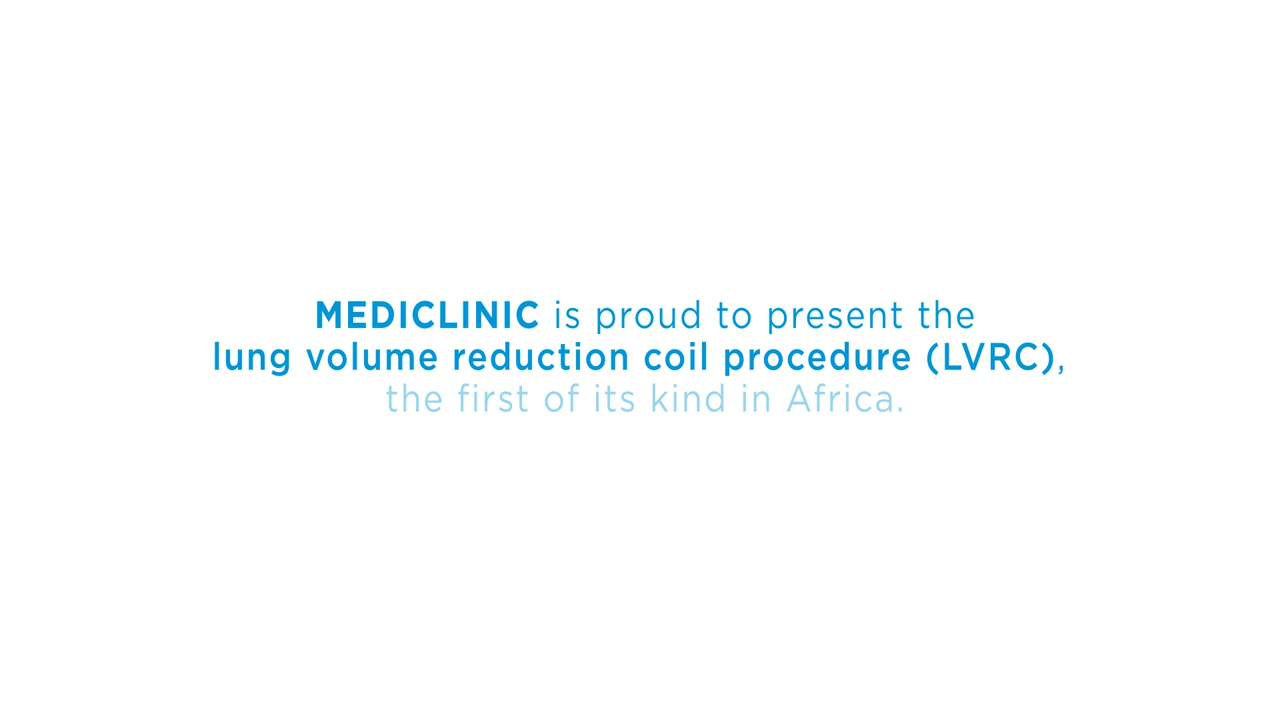 MEDICLINIC is proud to present the
lung volume reduction coil procedure (LVRC),
the first of its kind in Africa.